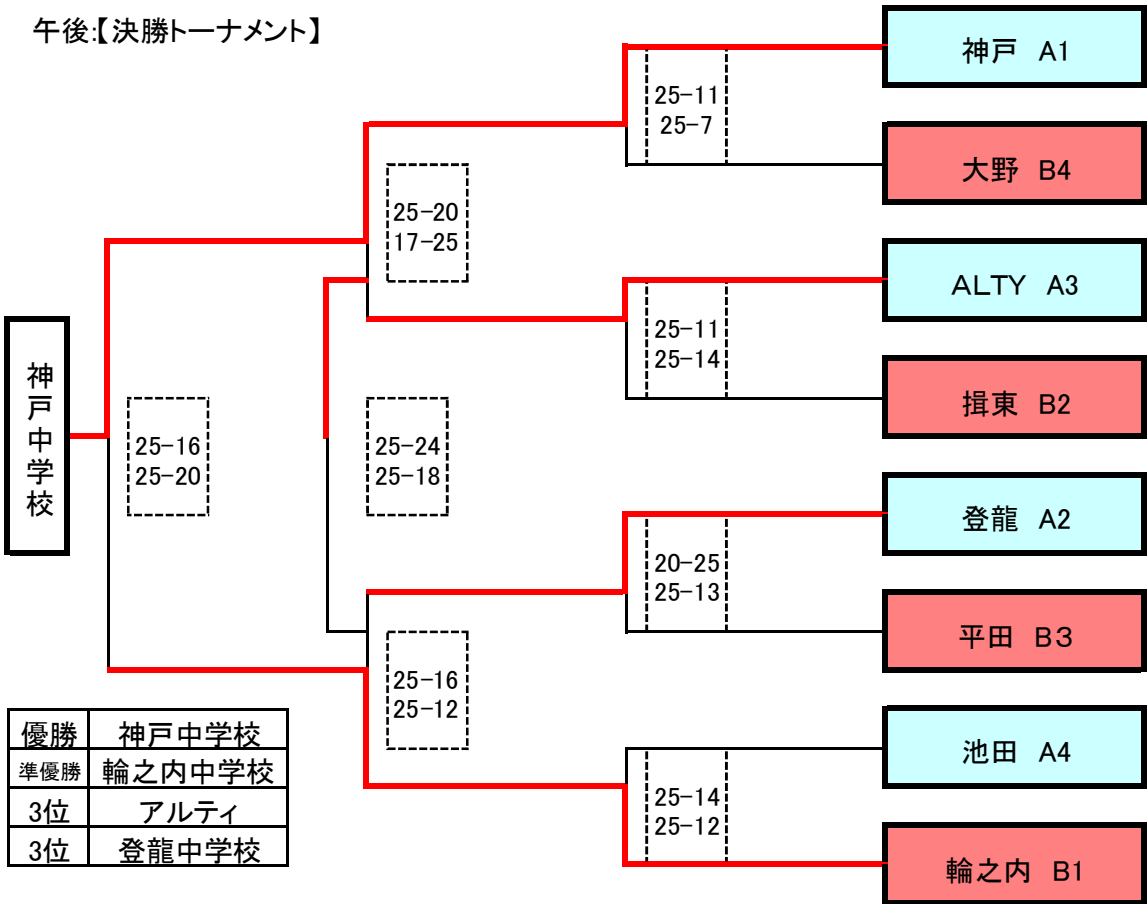 午後:【決勝トーナメント】
神戸 A1
25-11
25-7
大野 B4
25-20
17-25
ALTY A3
25-11
25-14
揖東 B2
神戸中学校
25-16
25-20
25-24
25-18
登龍 A2
20-25
25-13
平田 B3
25-16
25-12
池田 A4
25-14
25-12
輪之内 B1
優勝 神戸中学校
準優勝 輪之内中学校
3位 アルティ
3位 登龍中学校